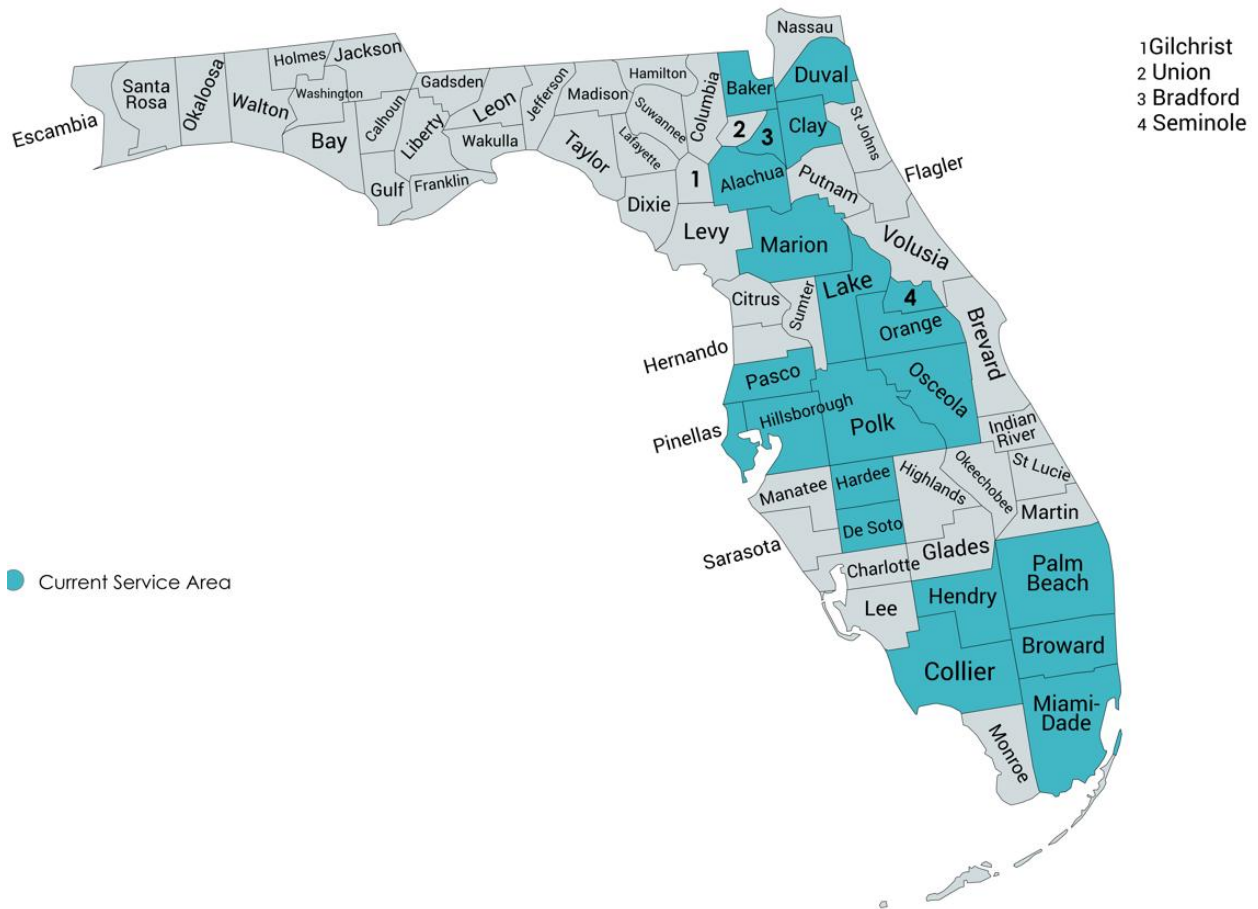 Nassau
1Gilchrist
2 Union
3 Bradford
4 Seminole
Holmes
Jackson
Santa
Rosa
Okaloosa
Walton
Washington
Gadsden
Leon
Jefferson
Madison
Hamilton
Columbia
Baker
Duval
Escambia
Bay
Calhoun
Liberty
Wakulla
Taylor
Lafayette
Suwannee
2
3
Clay
St Johns
Gulf
Franklin
Dixie
1
Alachua
Putnam
Flagler
Levy
Marion
Volusia
Citrus
Sumter
Lake
4
Orange
Brevard
Hernando
Pasco
Osceola
Pinellas
Hillsborough
Polk
Indian
River
Manatee
Hardee
Highlands
Okeechobee
St Lucie
Sarasota
De Soto
Martin
Charlotte
Glades
Palm
Beach
Current Service Area
Lee
Hendry
Broward
Collier
Miami-
Dade
Monroe